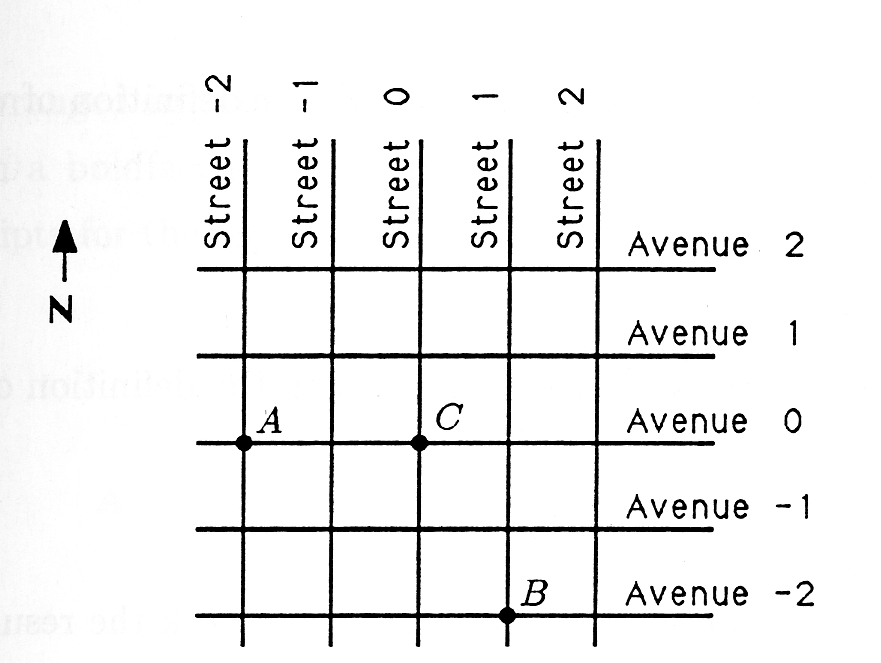 Street -2
Street -1
Street 0
Street 1
Street 2
Avenue 2
N
Avenue 1
A
C
Avenue 0
Avenue -1
B
Avenue -2